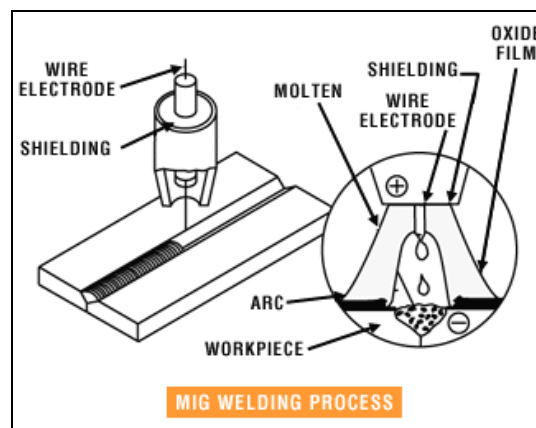 WIRE
ELECTRODE
SHIELDING
MOLTEN
SHIELDING
WIRE
ELECTRODE
OXIDE
FILM
+
−
ARC
WORKPIECE
MIG WELDING PROCESS